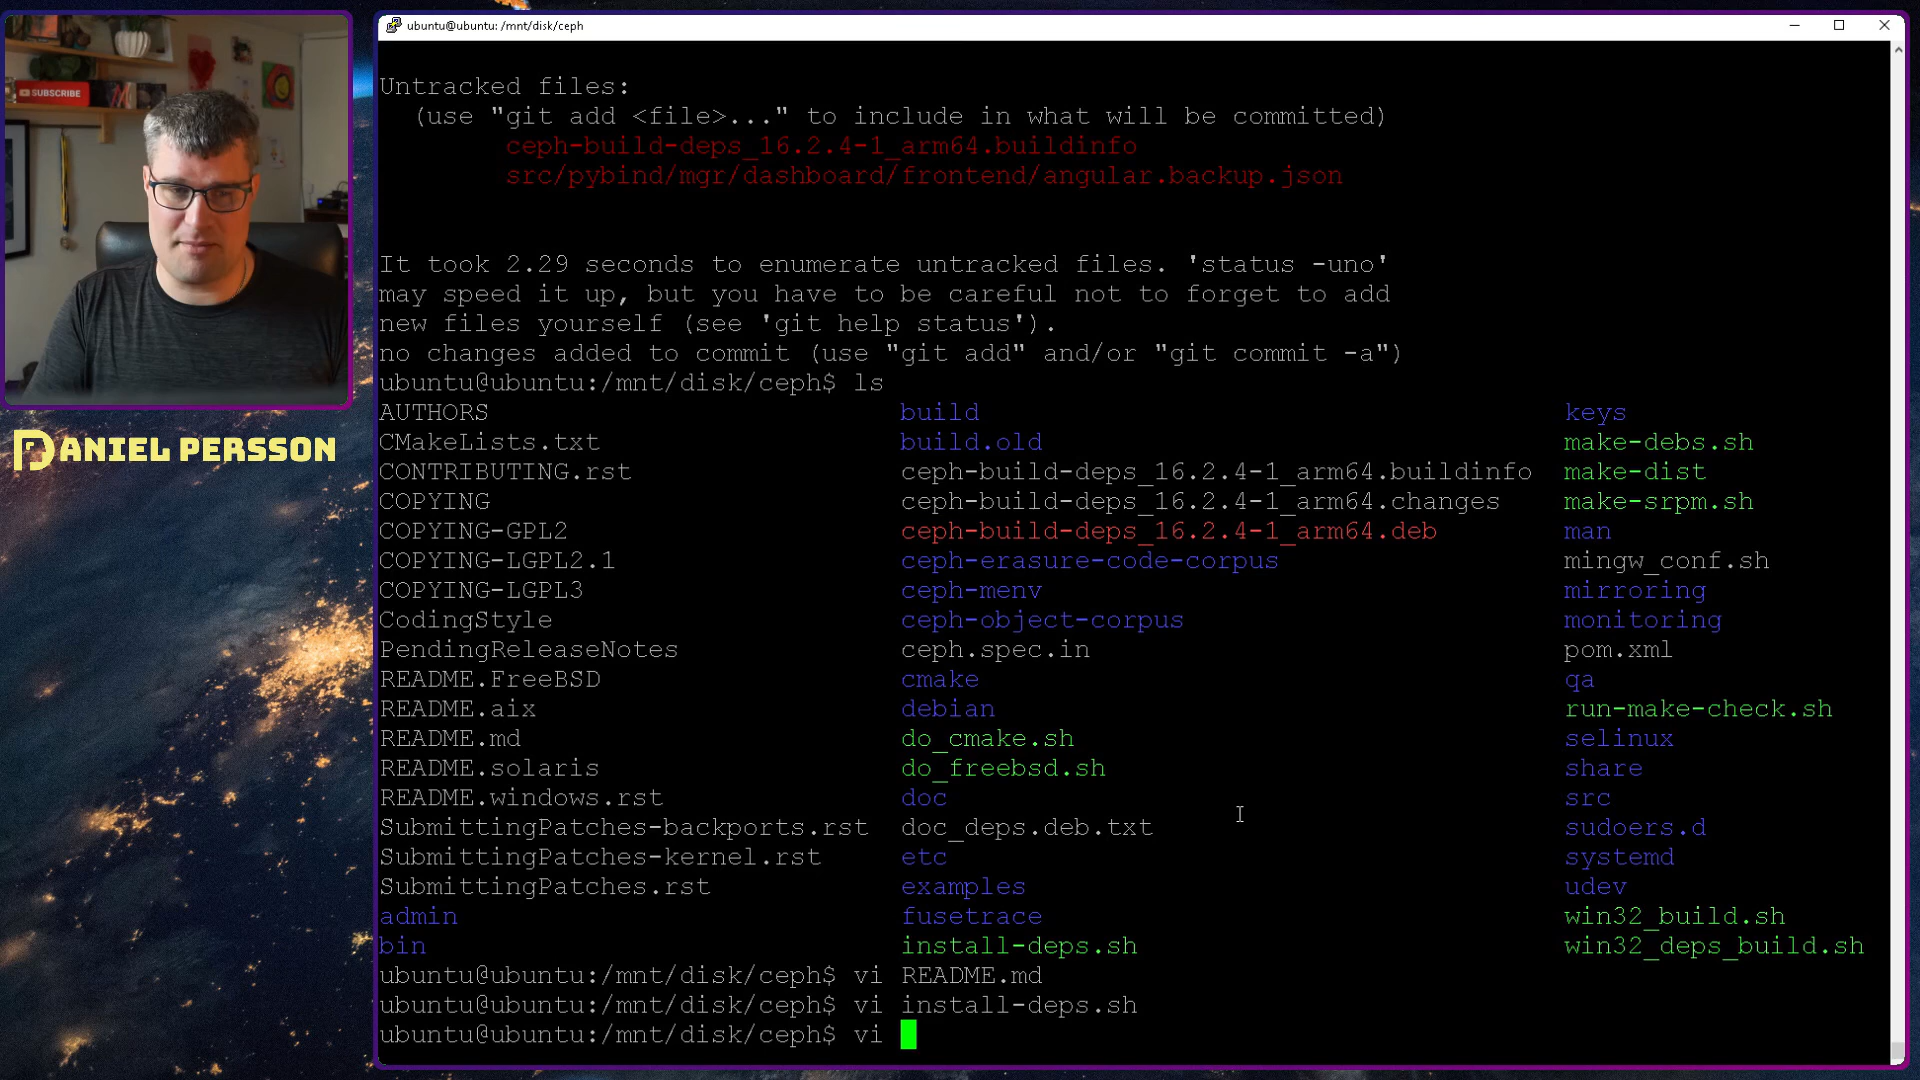 ubuntu@ubuntu: /mnt/disk/ceph
SUBSCRIBE
DANIEL PERSSON
Untracked files:
(use "git add <file>..." to include in what will be committed)
ceph-build-deps_16.2.4-1_arm64.buildinfo
src/pybind/mgr/dashboard/frontend/angular.backup.json
It took 2.29 seconds to enumerate untracked files. 'status -uno'
may speed it up, but you have to be careful not to forget to add
new files yourself (see 'git help status').
no changes added to commit (use "git add" and/or "git commit -a")
ubuntu@ubuntu:/mnt/disk/ceph$ ls
AUTHORS build keys
CMakeLists.txt build.old make-debs.sh
CONTRIBUTING.rst ceph-build-deps_16.2.4-1_arm64.buildinfo make-dist
COPYING ceph-build-deps_16.2.4-1_arm64.changes make-srpm.sh
COPYING-GPL2 ceph-build-deps_16.2.4-1_arm64.deb man
COPYING-LGPL2.1 ceph-erasure-code-corpus mingw_conf.sh
COPYING-LGPL3 ceph-menv mirroring
CodingStyle ceph-object-corpus monitoring
PendingReleaseNotes ceph.spec.in pom.xml
README.FreeBSD cmake qa
README.aix debian run-make-check.sh
README.md do_cmake.sh selinux
README.solaris do_freebsd.sh share
README.windows.rst doc src
SubmittingPatches-backports.rst doc_deps.deb.txt sudoers.d
SubmittingPatches-kernel.rst etc systemd
SubmittingPatches.rst examples udev
admin fusetrace win32_build.sh
bin install-deps.sh win32_deps_build.sh
ubuntu@ubuntu:/mnt/disk/ceph$ vi README.md
ubuntu@ubuntu:/mnt/disk/ceph$ vi install-deps.sh
ubuntu@ubuntu:/mnt/disk/ceph$ vi